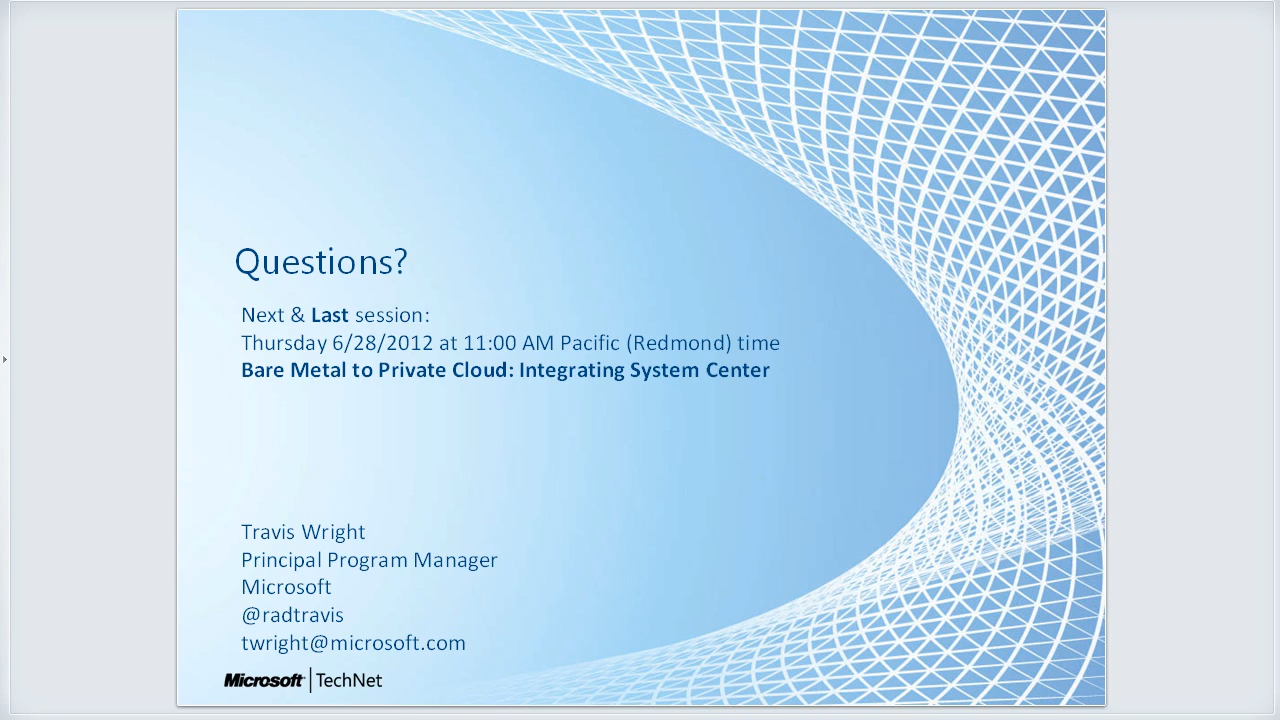 Questions?
Next & Last session:
Thursday 6/28/2012 at 11:00 AM Pacific (Redmond) time
Bare Metal to Private Cloud: Integrating System Center
Travis Wright
Principal Program Manager
Microsoft
@radtravis
twright@microsoft.com
Microsoft | TechNet